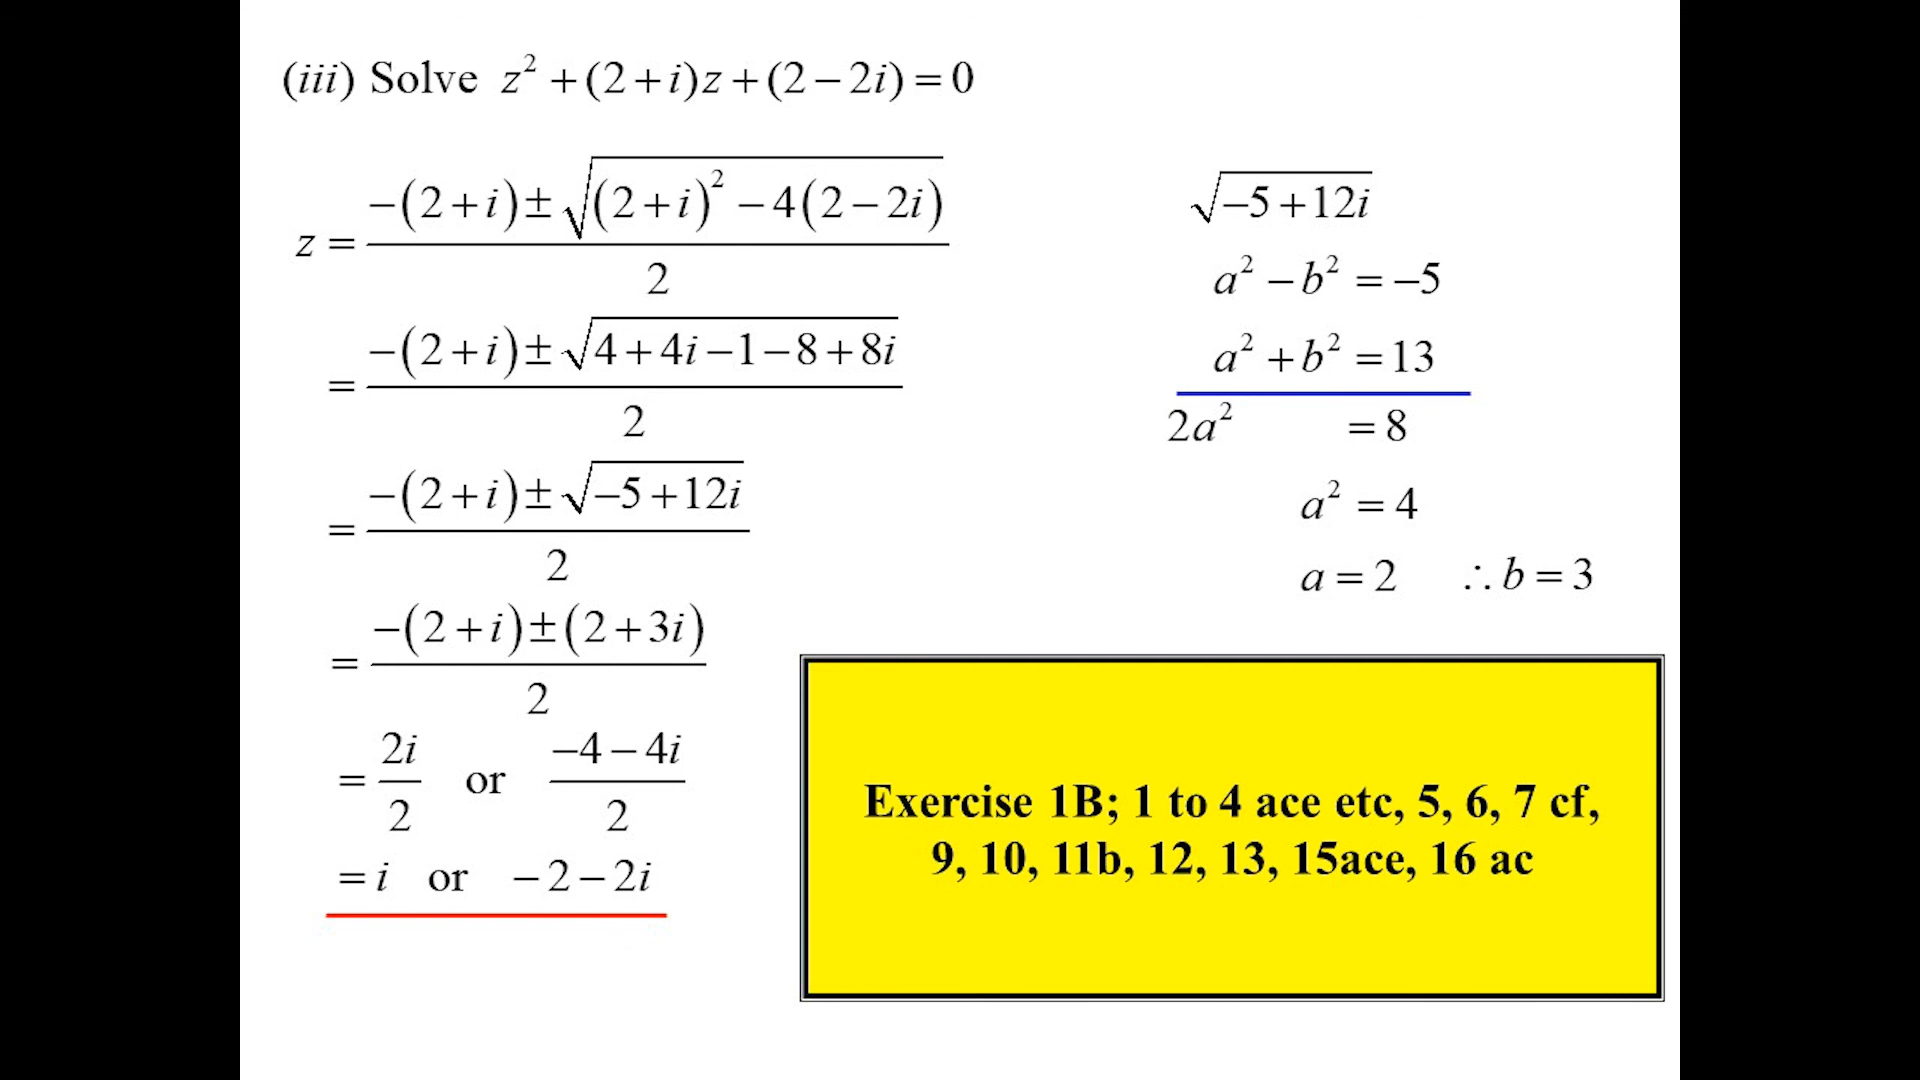 (iii) Solve z² + (2 + i)z + (2 − 2i) = 0
z = (−(2 + i) ± √((2 + i)² − 4(2 − 2i))) / 2
= (−(2 + i) ± √(4 + 4i − 1 − 8 + 8i)) / 2
= (−(2 + i) ± √(−5 + 12i)) / 2
= (−(2 + i) ± (2 + 3i)) / 2
= 2i / 2 or (−4 − 4i) / 2
= i or −2 − 2i
√(−5 + 12i)
a² − b² = −5
a² + b² = 13
2a² = 8
a² = 4
a = 2 ∴ b = 3
Exercise 1B; 1 to 4 ace etc, 5, 6, 7 cf,
9, 10, 11b, 12, 13, 15ace, 16 ac